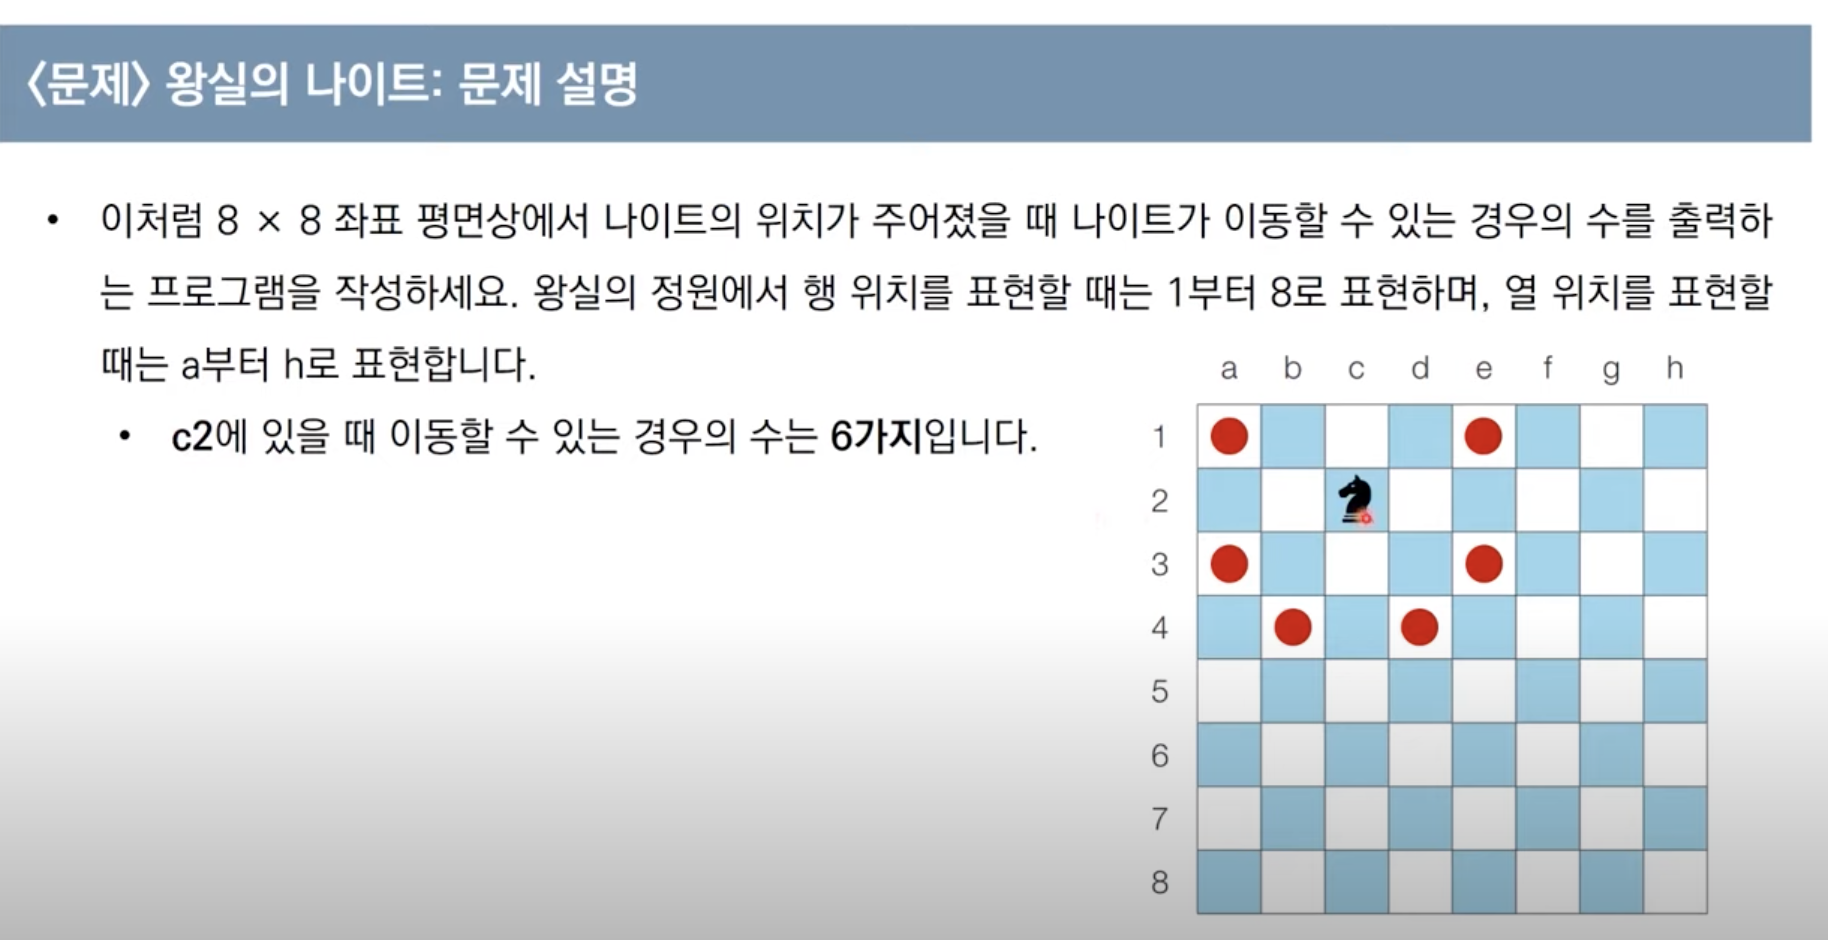 <문제> 왕실의 나이트: 문제 설명
• 이처럼 8 × 8 좌표 평면상에서 나이트의 위치가 주어졌을 때 나이트가 이동할 수 있는 경우의 수를 출력하
는 프로그램을 작성하세요. 왕실의 정원에서 행 위치를 표현할 때는 1부터 8로 표현하며, 열 위치를 표현할
때는 a부터 h로 표현합니다.
• c2에 있을 때 이동할 수 있는 경우의 수는 6가지입니다.
a b c d e f g h
1
2
3
4
5
6
7
8